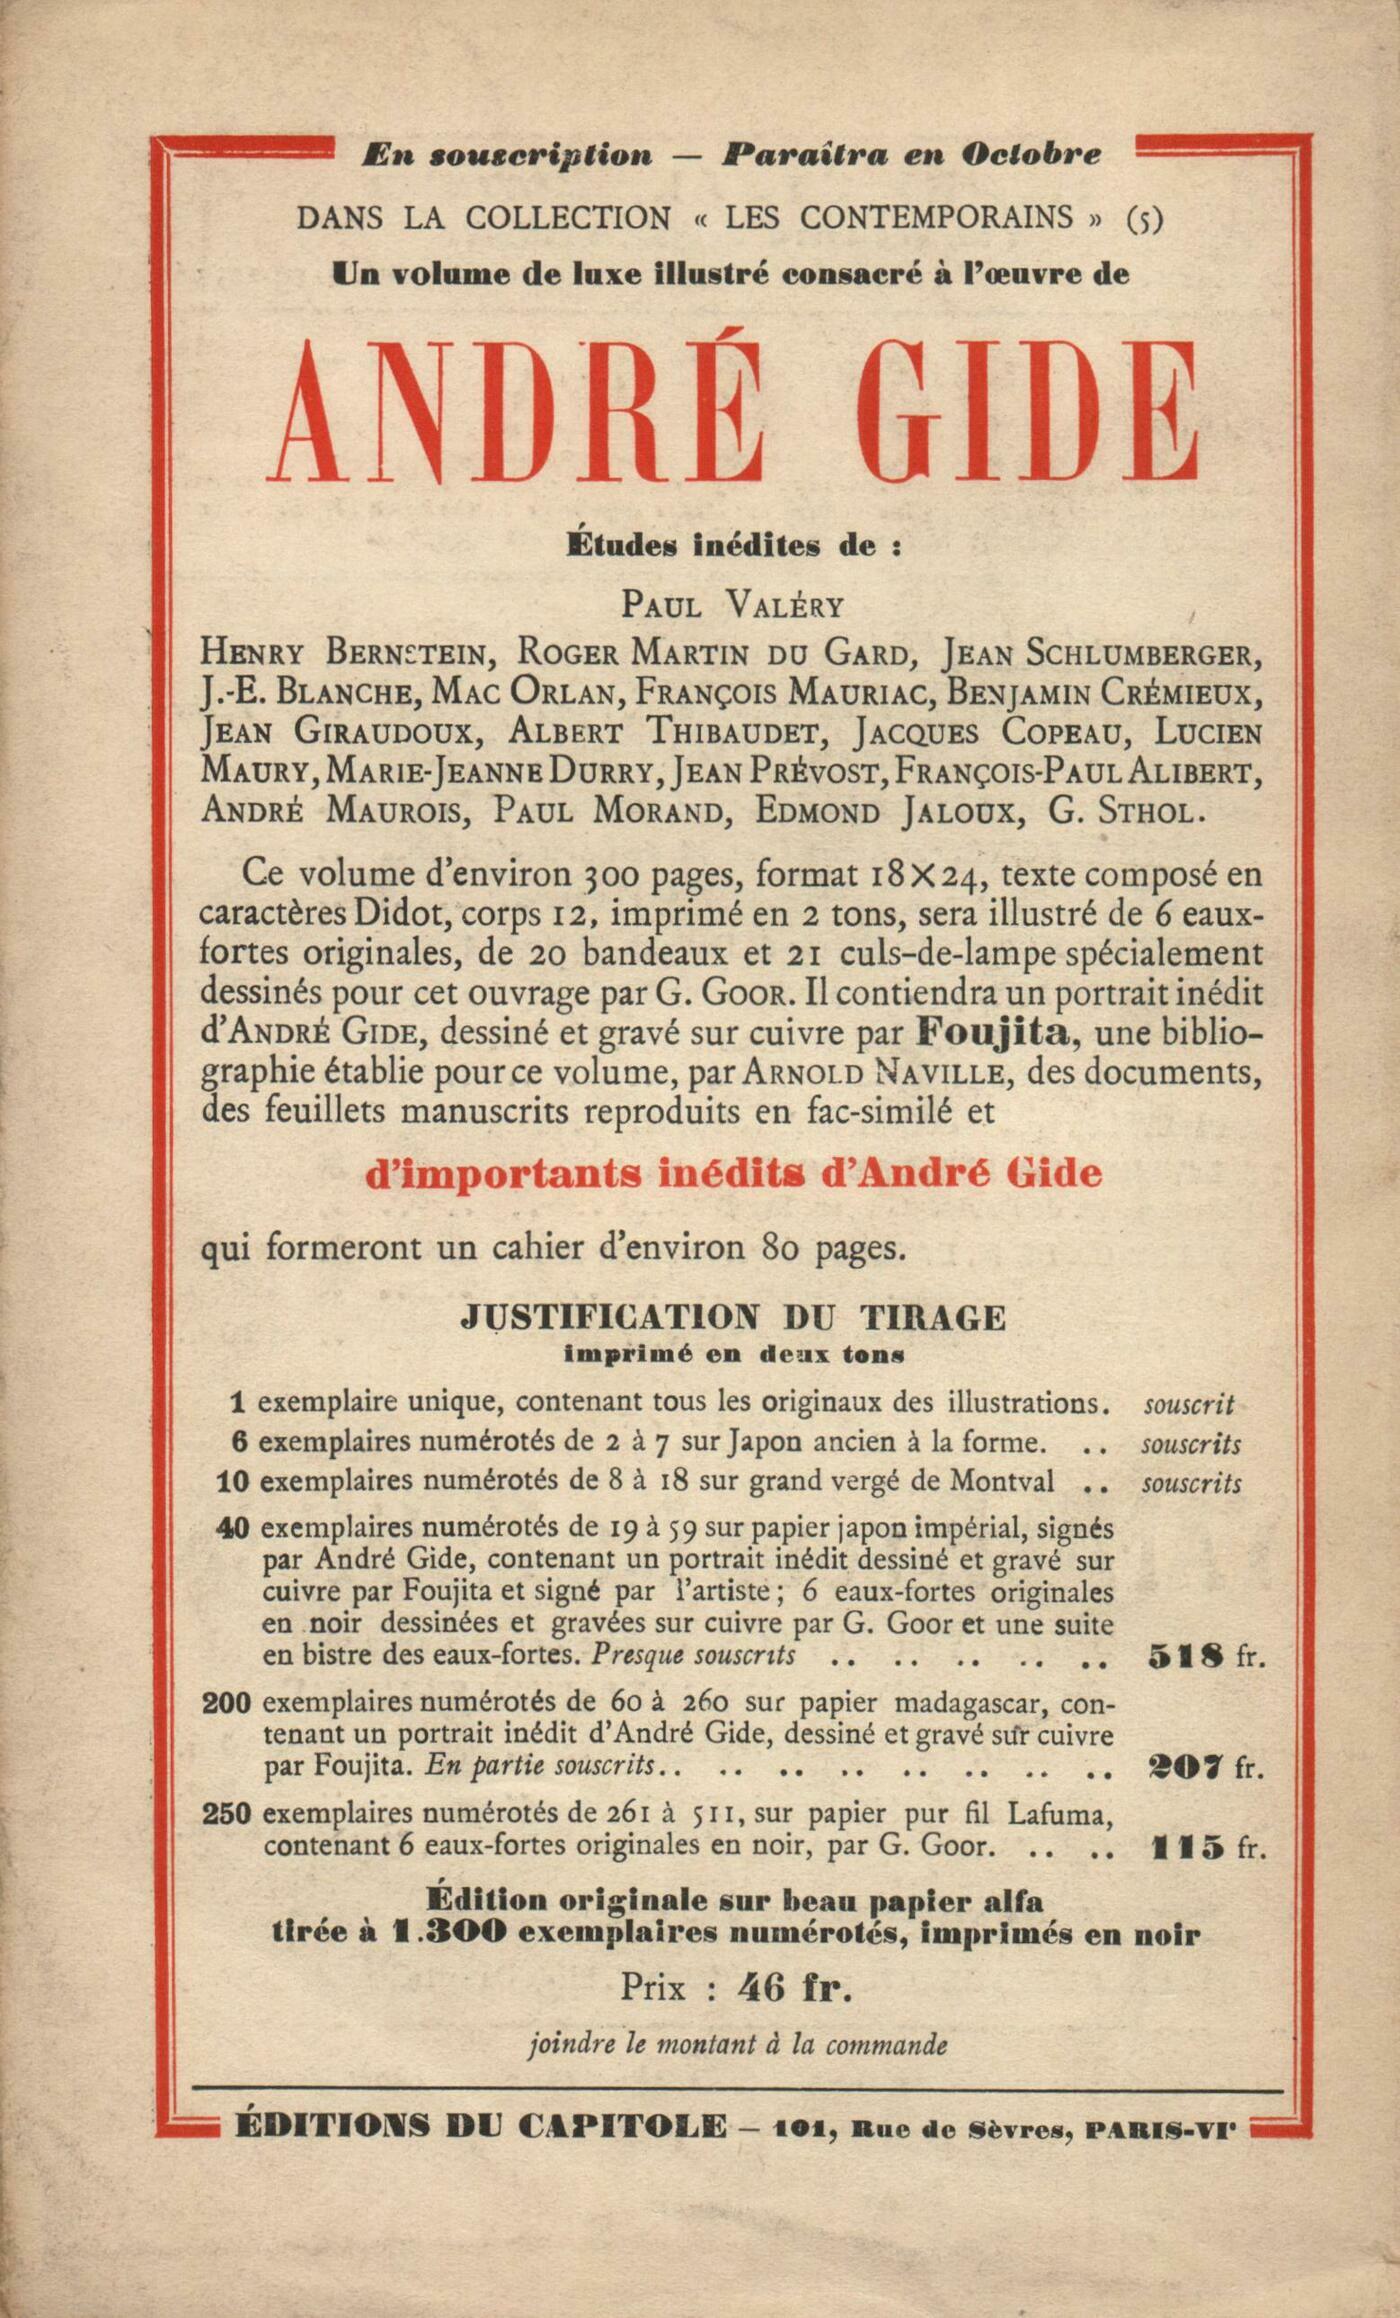 En souscription — Paraîtra en Octobre
DANS LA COLLECTION « LES CONTEMPORAINS » (5)
Un volume de luxe illustré consacré à l'œuvre de
ANDRÉ GIDE
Études inédites de :
PAUL VALÉRY
HENRY BERNSTEIN, ROGER MARTIN DU GARD, JEAN SCHLUMBERGER,
J.-E. BLANCHE, MAC ORLAN, FRANÇOIS MAURIAC, BENJAMIN CRÉMIEUX,
JEAN GIRAUDOUX, ALBERT THIBAUDET, JACQUES COPEAU, LUCIEN
MAURY, MARIE-JEANNE DURRY, JEAN PRÉVOST, FRANÇOIS-PAUL ALIBERT,
ANDRÉ MAUROIS, PAUL MORAND, EDMOND JALOUX, G. STHOL.
Ce volume d'environ 300 pages, format 18×24, texte composé en
caractères Didot, corps 12, imprimé en 2 tons, sera illustré de 6 eaux-
fortes originales, de 20 bandeaux et 21 culs-de-lampe spécialement
dessinés pour cet ouvrage par G. GOOR. Il contiendra un portrait inédit
d'ANDRÉ GIDE, dessiné et gravé sur cuivre par Foujita, une biblio-
graphie établie pour ce volume, par ARNOLD NAVILLE, des documents,
des feuillets manuscrits reproduits en fac-similé et
d'importants inédits d'André Gide
qui formeront un cahier d'environ 80 pages.
JUSTIFICATION DU TIRAGE
imprimé en deux tons
1 exemplaire unique, contenant tous les originaux des illustrations. souscrit
6 exemplaires numérotés de 2 à 7 sur Japon ancien à la forme. .. souscrits
10 exemplaires numérotés de 8 à 18 sur grand vergé de Montval .. souscrits
40 exemplaires numérotés de 19 à 59 sur papier japon impérial, signés
par André Gide, contenant un portrait inédit dessiné et gravé sur
cuivre par Foujita et signé par l'artiste ; 6 eaux-fortes originales
en noir dessinées et gravées sur cuivre par G. Goor et une suite
en bistre des eaux-fortes. Presque souscrits .. .. .. .. .. 518 fr.
200 exemplaires numérotés de 60 à 260 sur papier madagascar, con-
tenant un portrait inédit d'André Gide, dessiné et gravé sur cuivre
par Foujita. En partie souscrits.. .. .. .. .. .. .. .. 207 fr.
250 exemplaires numérotés de 261 à 511, sur papier pur fil Lafuma,
contenant 6 eaux-fortes originales en noir, par G. Goor. .. .. 115 fr.
Édition originale sur beau papier alfa
tirée à 1.300 exemplaires numérotés, imprimés en noir
Prix : 46 fr.
joindre le montant à la commande
ÉDITIONS DU CAPITOLE — 101, Rue de Sèvres, PARIS-VIe